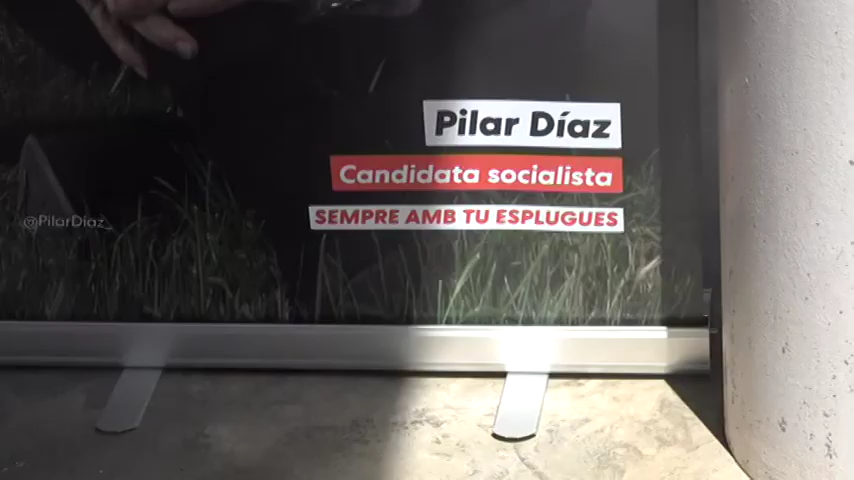 Pilar Díaz
Candidata socialista
SEMPRE AMB TU ESPLUGUES
@PilarDiaz_